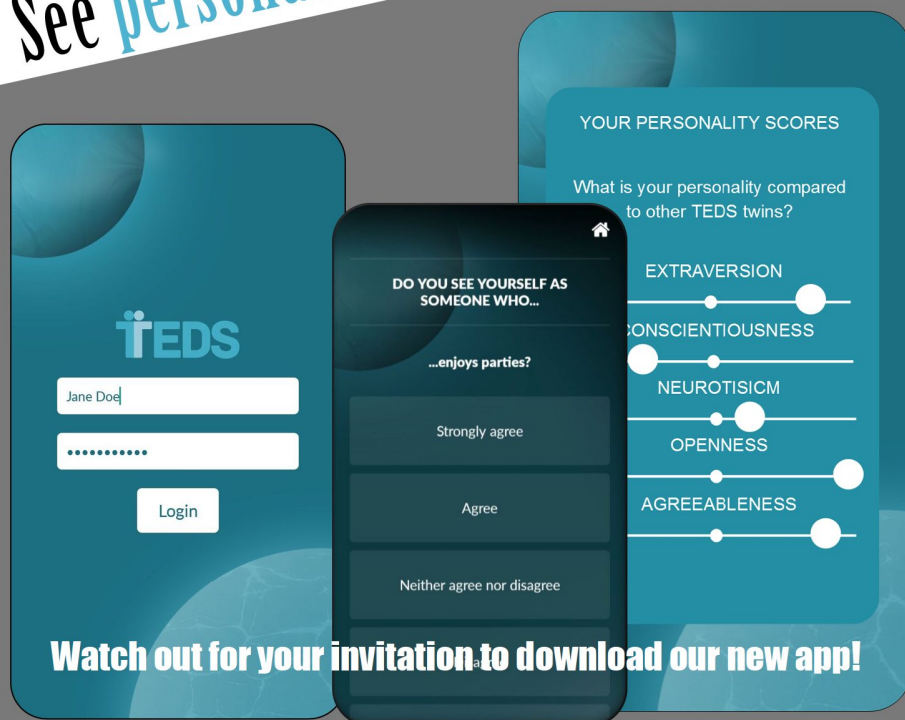 See
YOUR PERSONALITY SCORES
What is your personality compared
to other TEDS twins?
EXTRAVERSION
CONSCIENTIOUSNESS
NEUROTISICM
OPENNESS
AGREEABLENESS
TEDS
Jane Doe
Login
DO YOU SEE YOURSELF AS
SOMEONE WHO...
...enjoys parties?
Strongly agree
Agree
Neither agree nor disagree
Watch out for your invitation to download our new app!